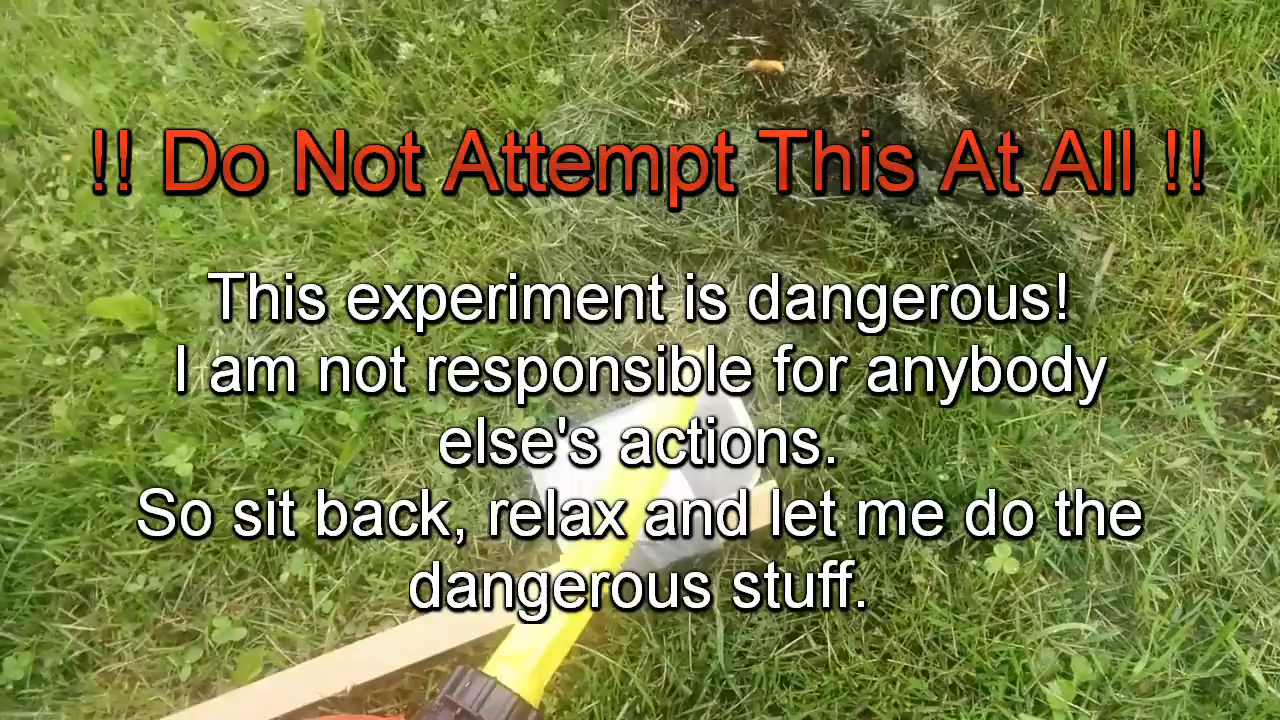 !! Do Not Attempt This At All !!
This experiment is dangerous!
I am not responsible for anybody
else's actions.
So sit back, relax and let me do the
dangerous stuff.